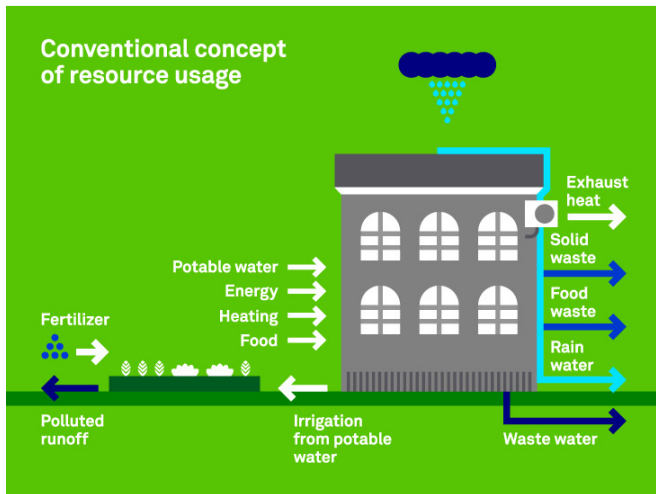 Conventional concept
of resource usage
Exhaust
heat
Solid
waste
Potable water
Energy
Heating
Food
Food
waste
Fertilizer
Rain
water
Polluted
runoff
Irrigation
from potable
water
Waste water